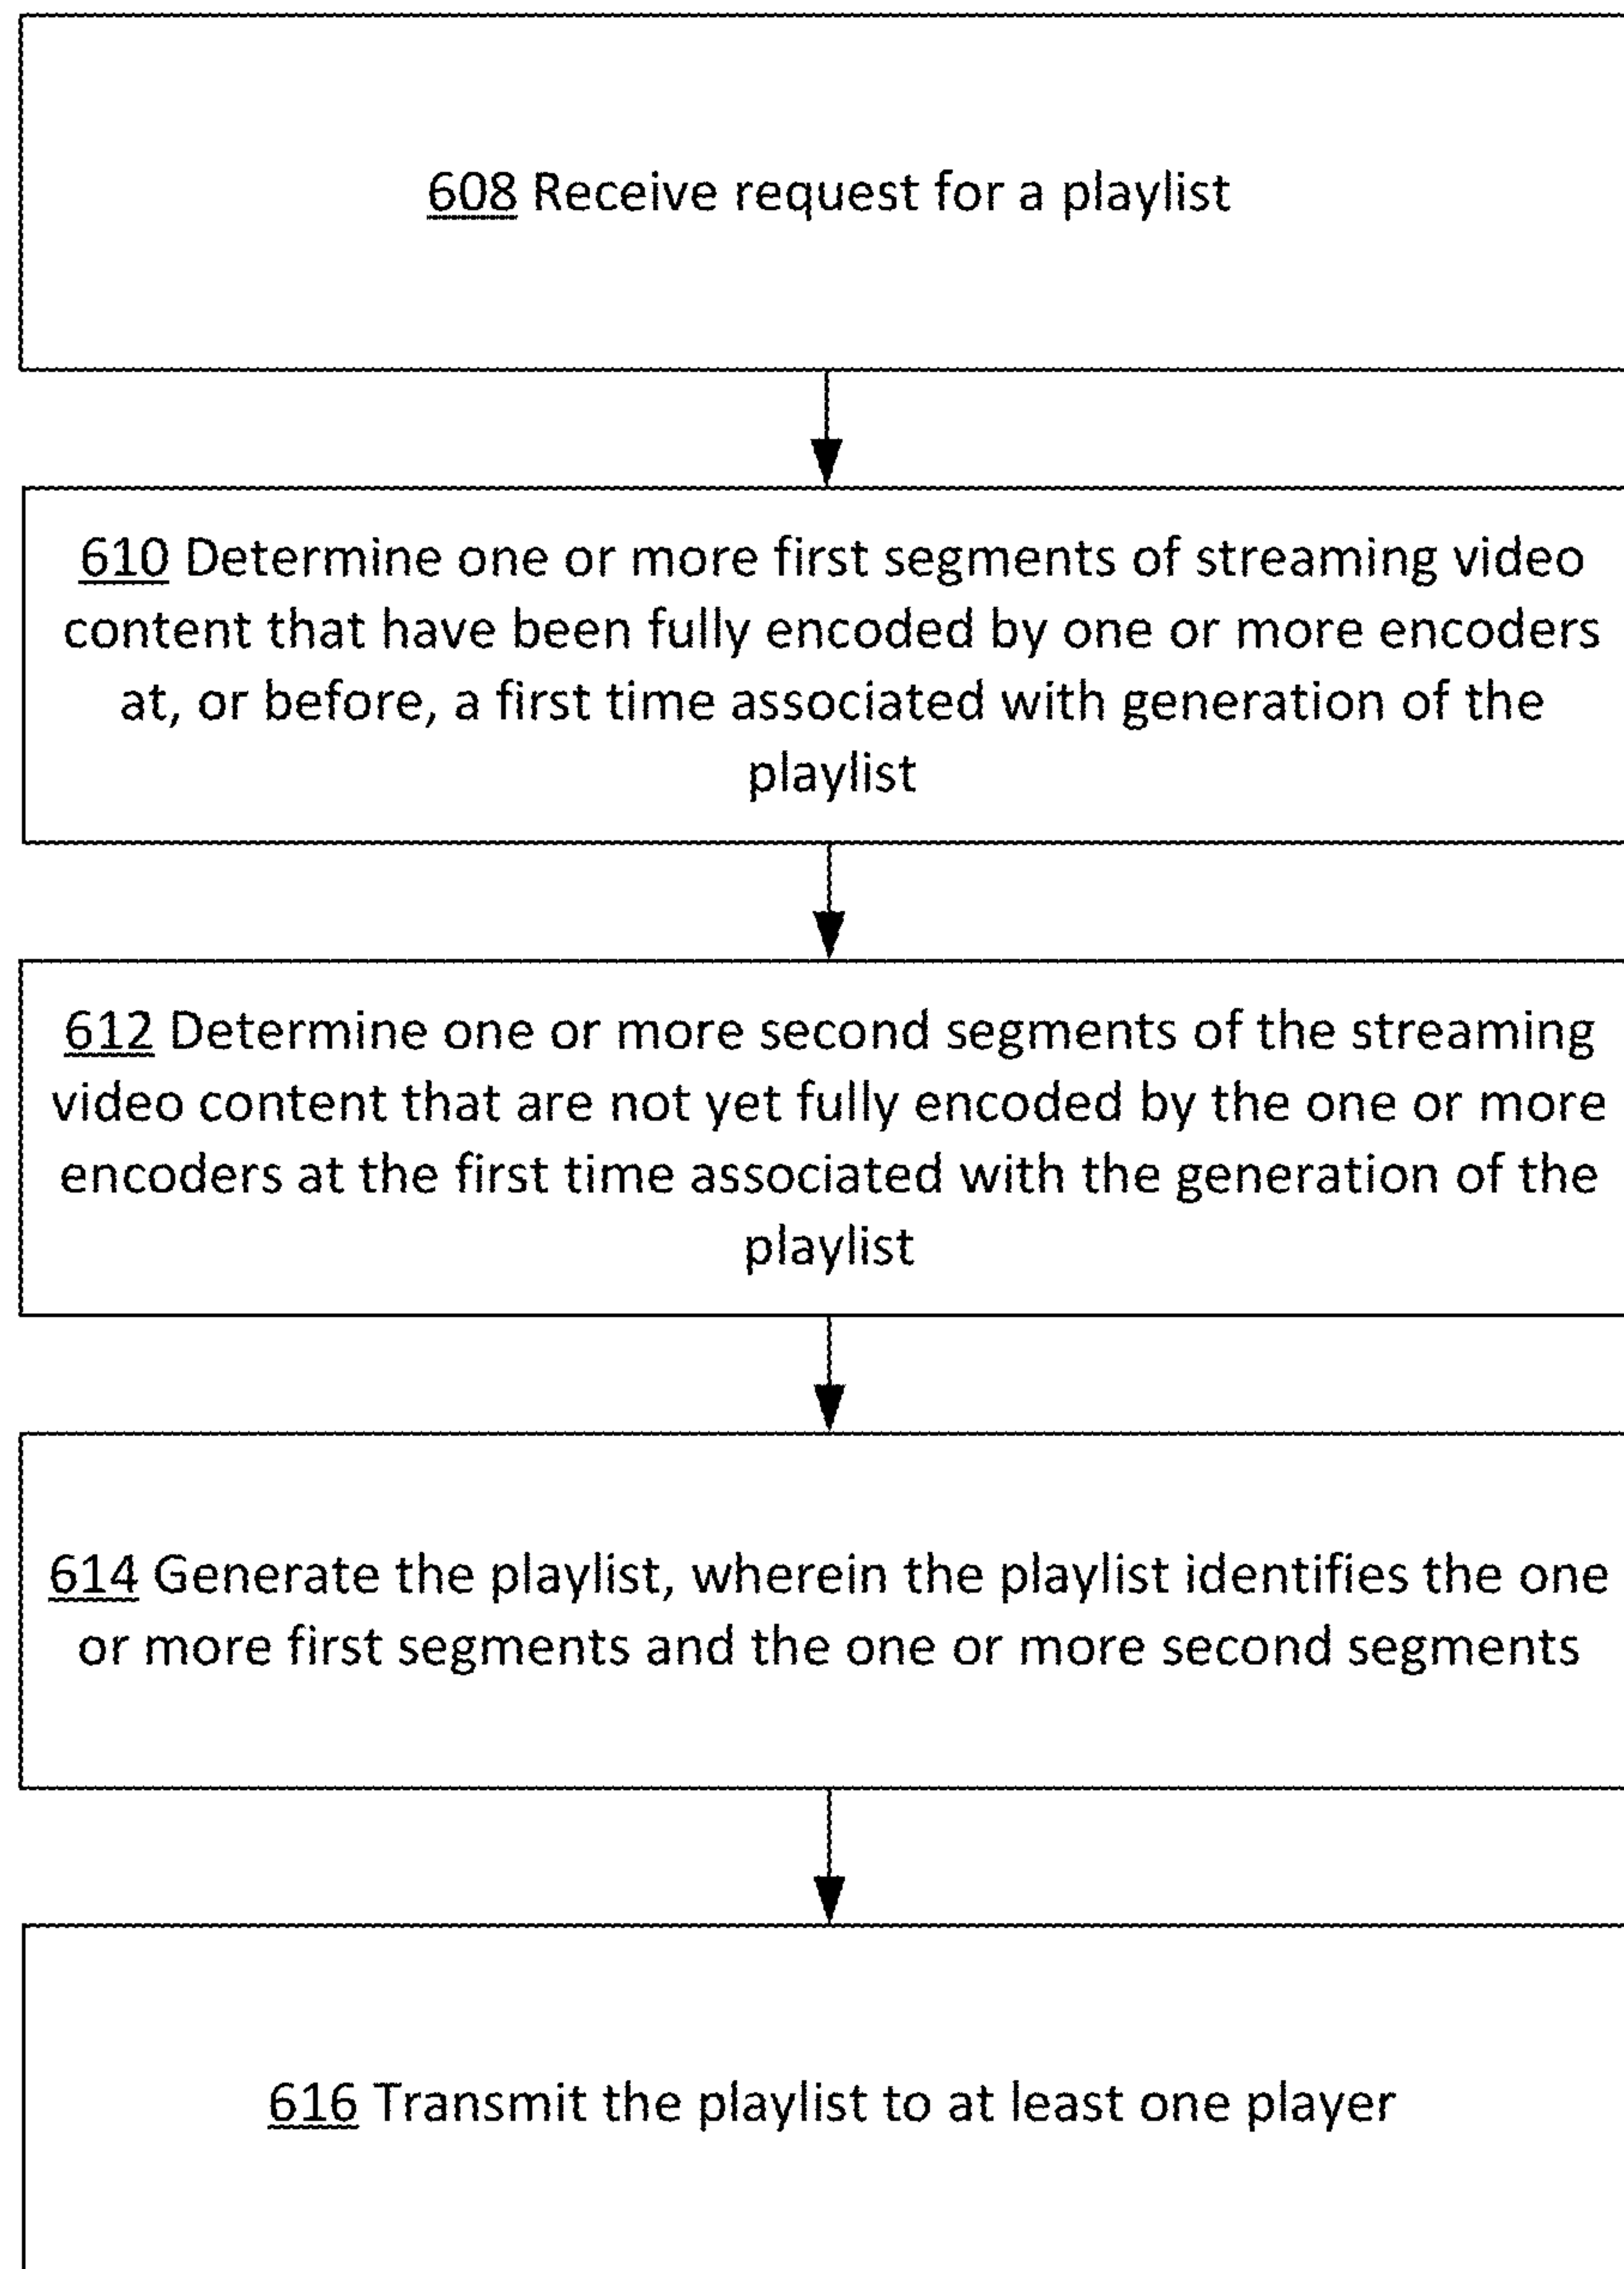 608 Receive request for a playlist
610 Determine one or more first segments of streaming video
content that have been fully encoded by one or more encoders
at, or before, a first time associated with generation of the
playlist
612 Determine one or more second segments of the streaming
video content that are not yet fully encoded by the one or more
encoders at the first time associated with the generation of the
playlist
614 Generate the playlist, wherein the playlist identifies the one
or more first segments and the one or more second segments
616 Transmit the playlist to at least one player